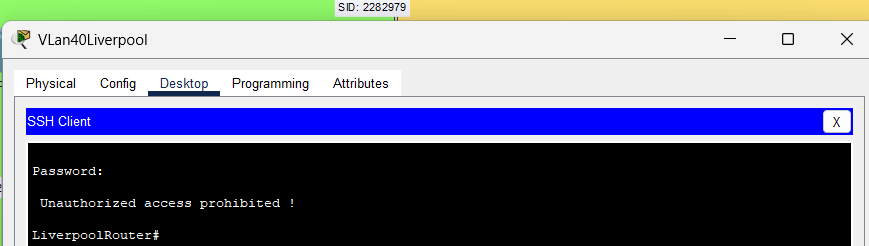 SID: 2282979
VLan40Liverpool
Physical Config Desktop Programming Attributes
SSH Client X
Password:
Unauthorized access prohibited !
LiverpoolRouter#